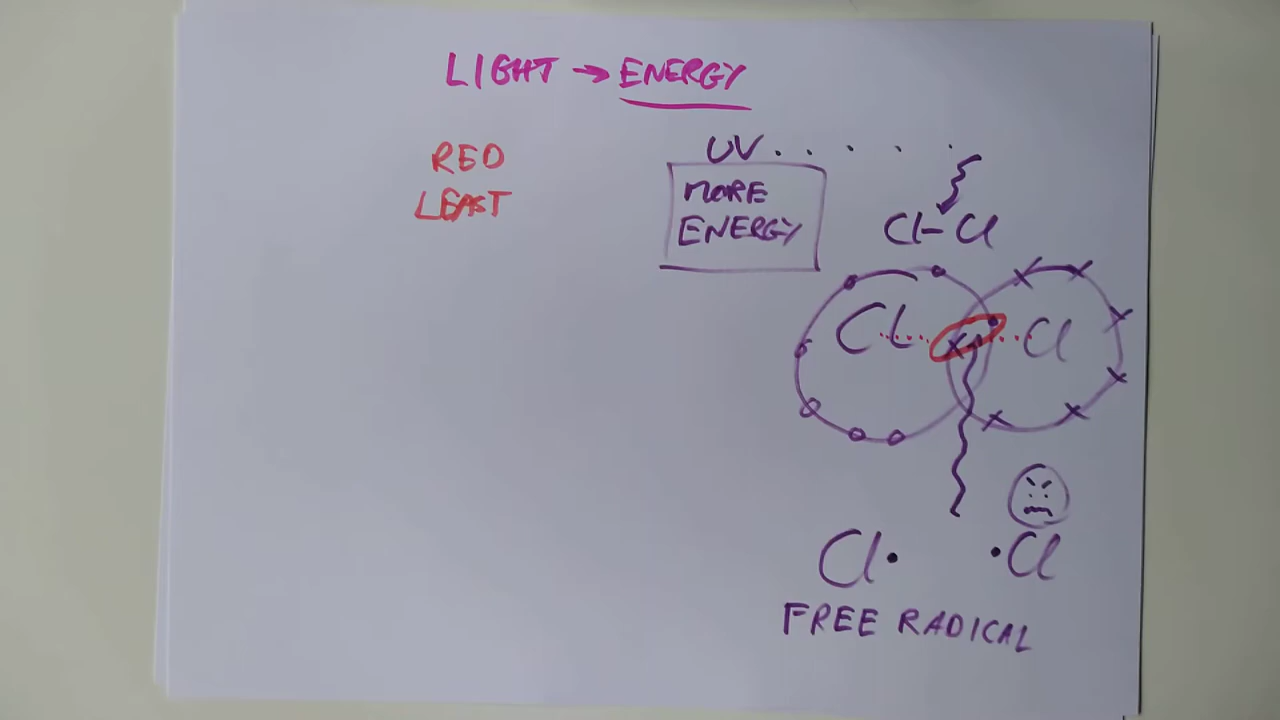 LIGHT → ENERGY
RED
LEAST
UV.....
MORE
ENERGY
Cl-Cl
Cl Cl
Cl• •Cl
FREE RADICAL